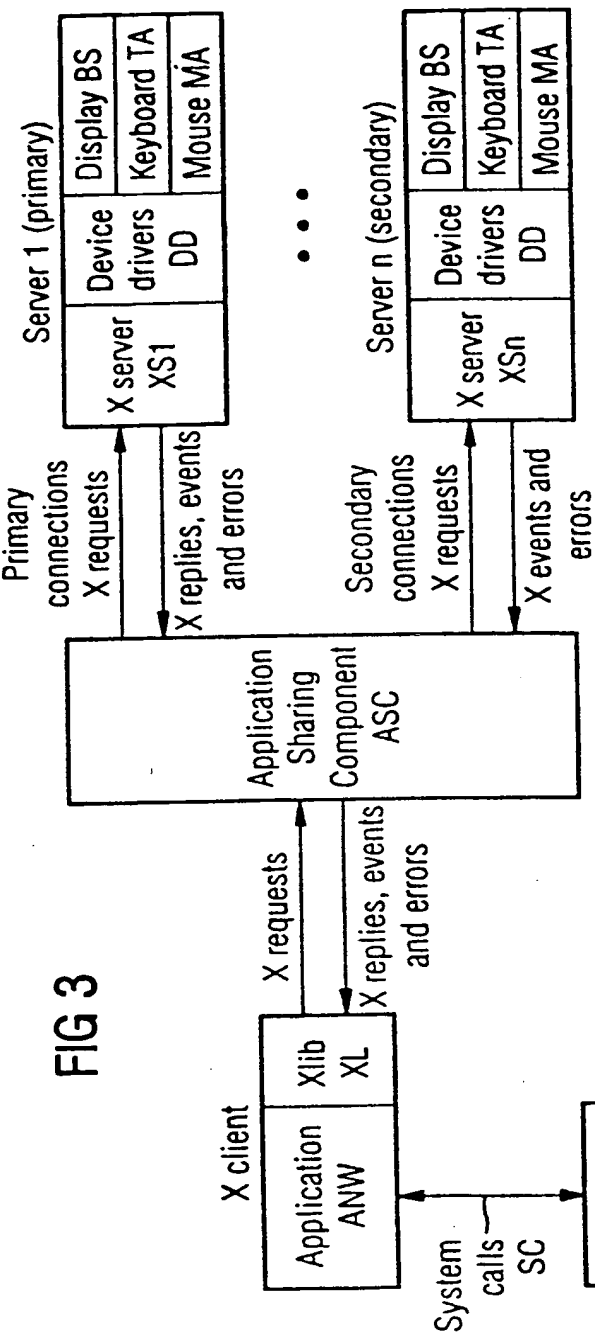 FIG 3
X client
Application
ANW
Xlib
XL
System
calls
SC
X requests
X replies, events
and errors
Application
Sharing
Component
ASC
Primary
connections
X requests
X replies, events
and errors
Server 1 (primary)
X server
XS1
Device
drivers
DD
Display BS
Keyboard TA
Mouse MA
Secondary
connections
X requests
X events and
errors
Server n (secondary)
X server
XSn
Device
drivers
DD
Display BS
Keyboard TA
Mouse MA